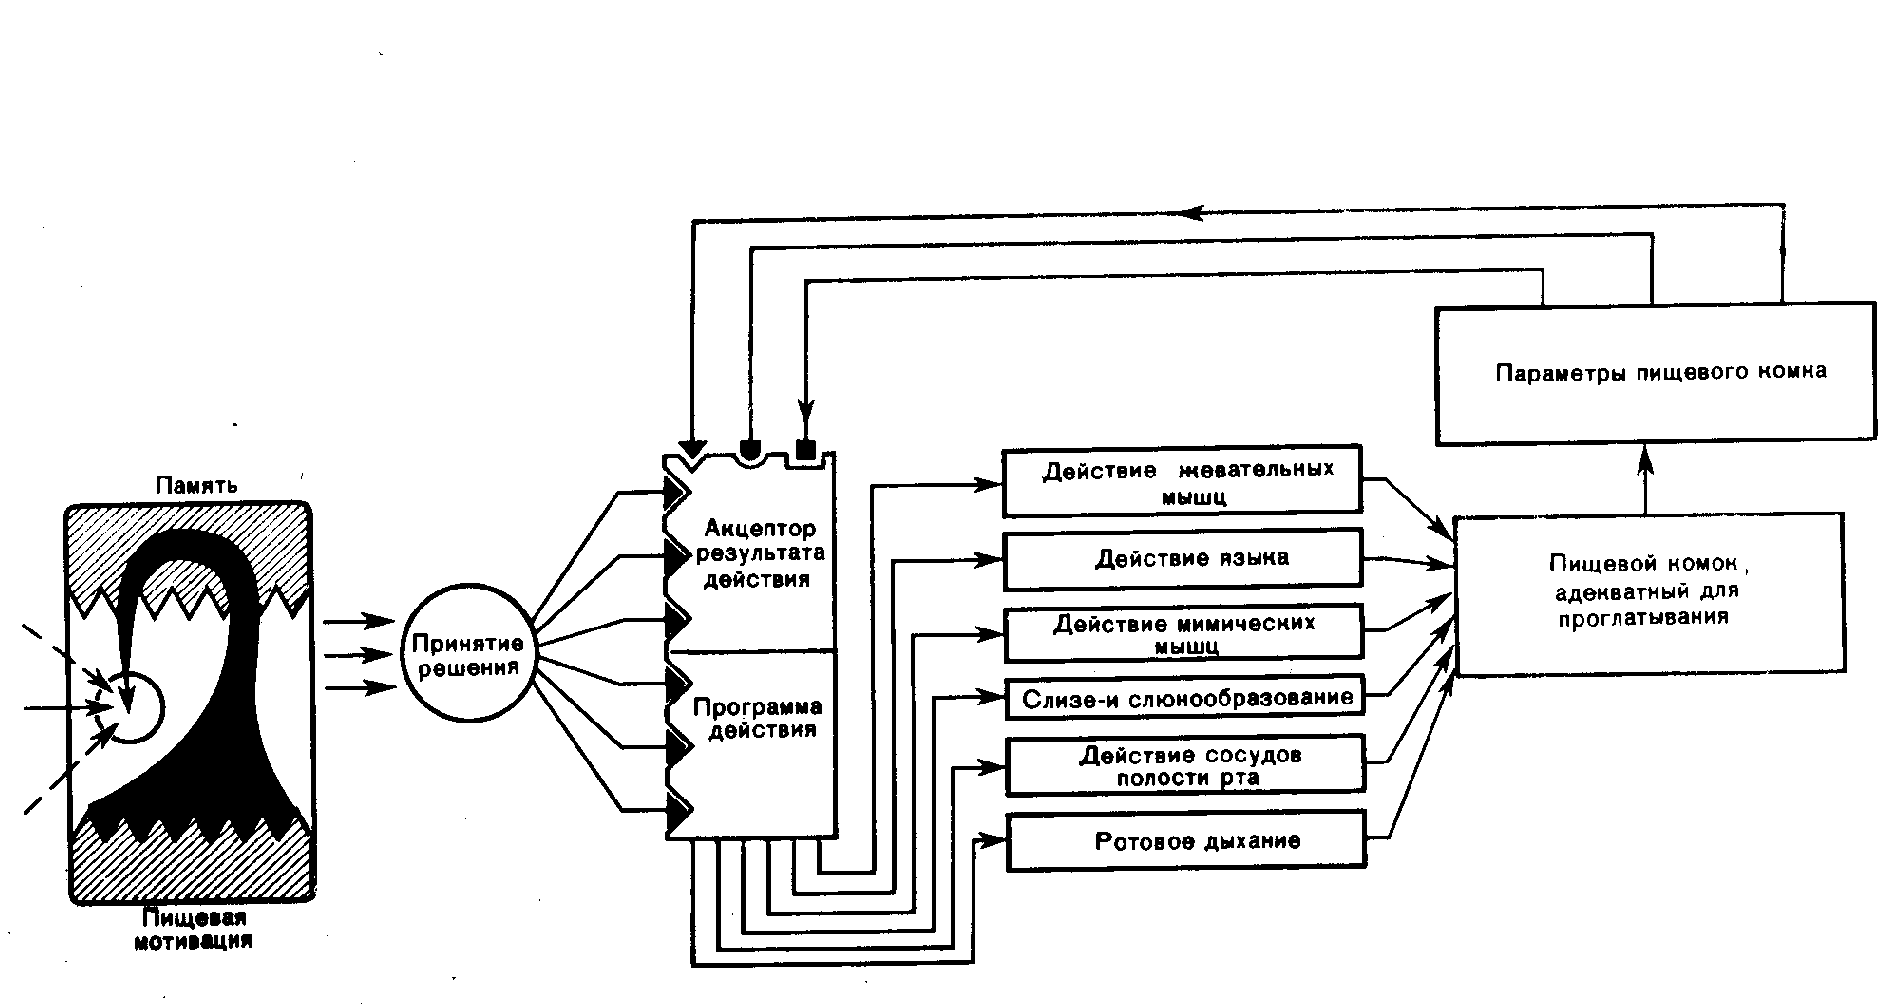 Память
Пищевая
мотивация
Принятие
решения
Акцептор
результата
действия
Программа
действия
Действие жевательных
мышц
Действие языка
Действие мимических
мышц
Слизе-и слюнообразование
Действие сосудов
полости рта
Ротовое дыхание
Параметры пищевого комка
Пищевой комок,
адекватный для
проглатывания